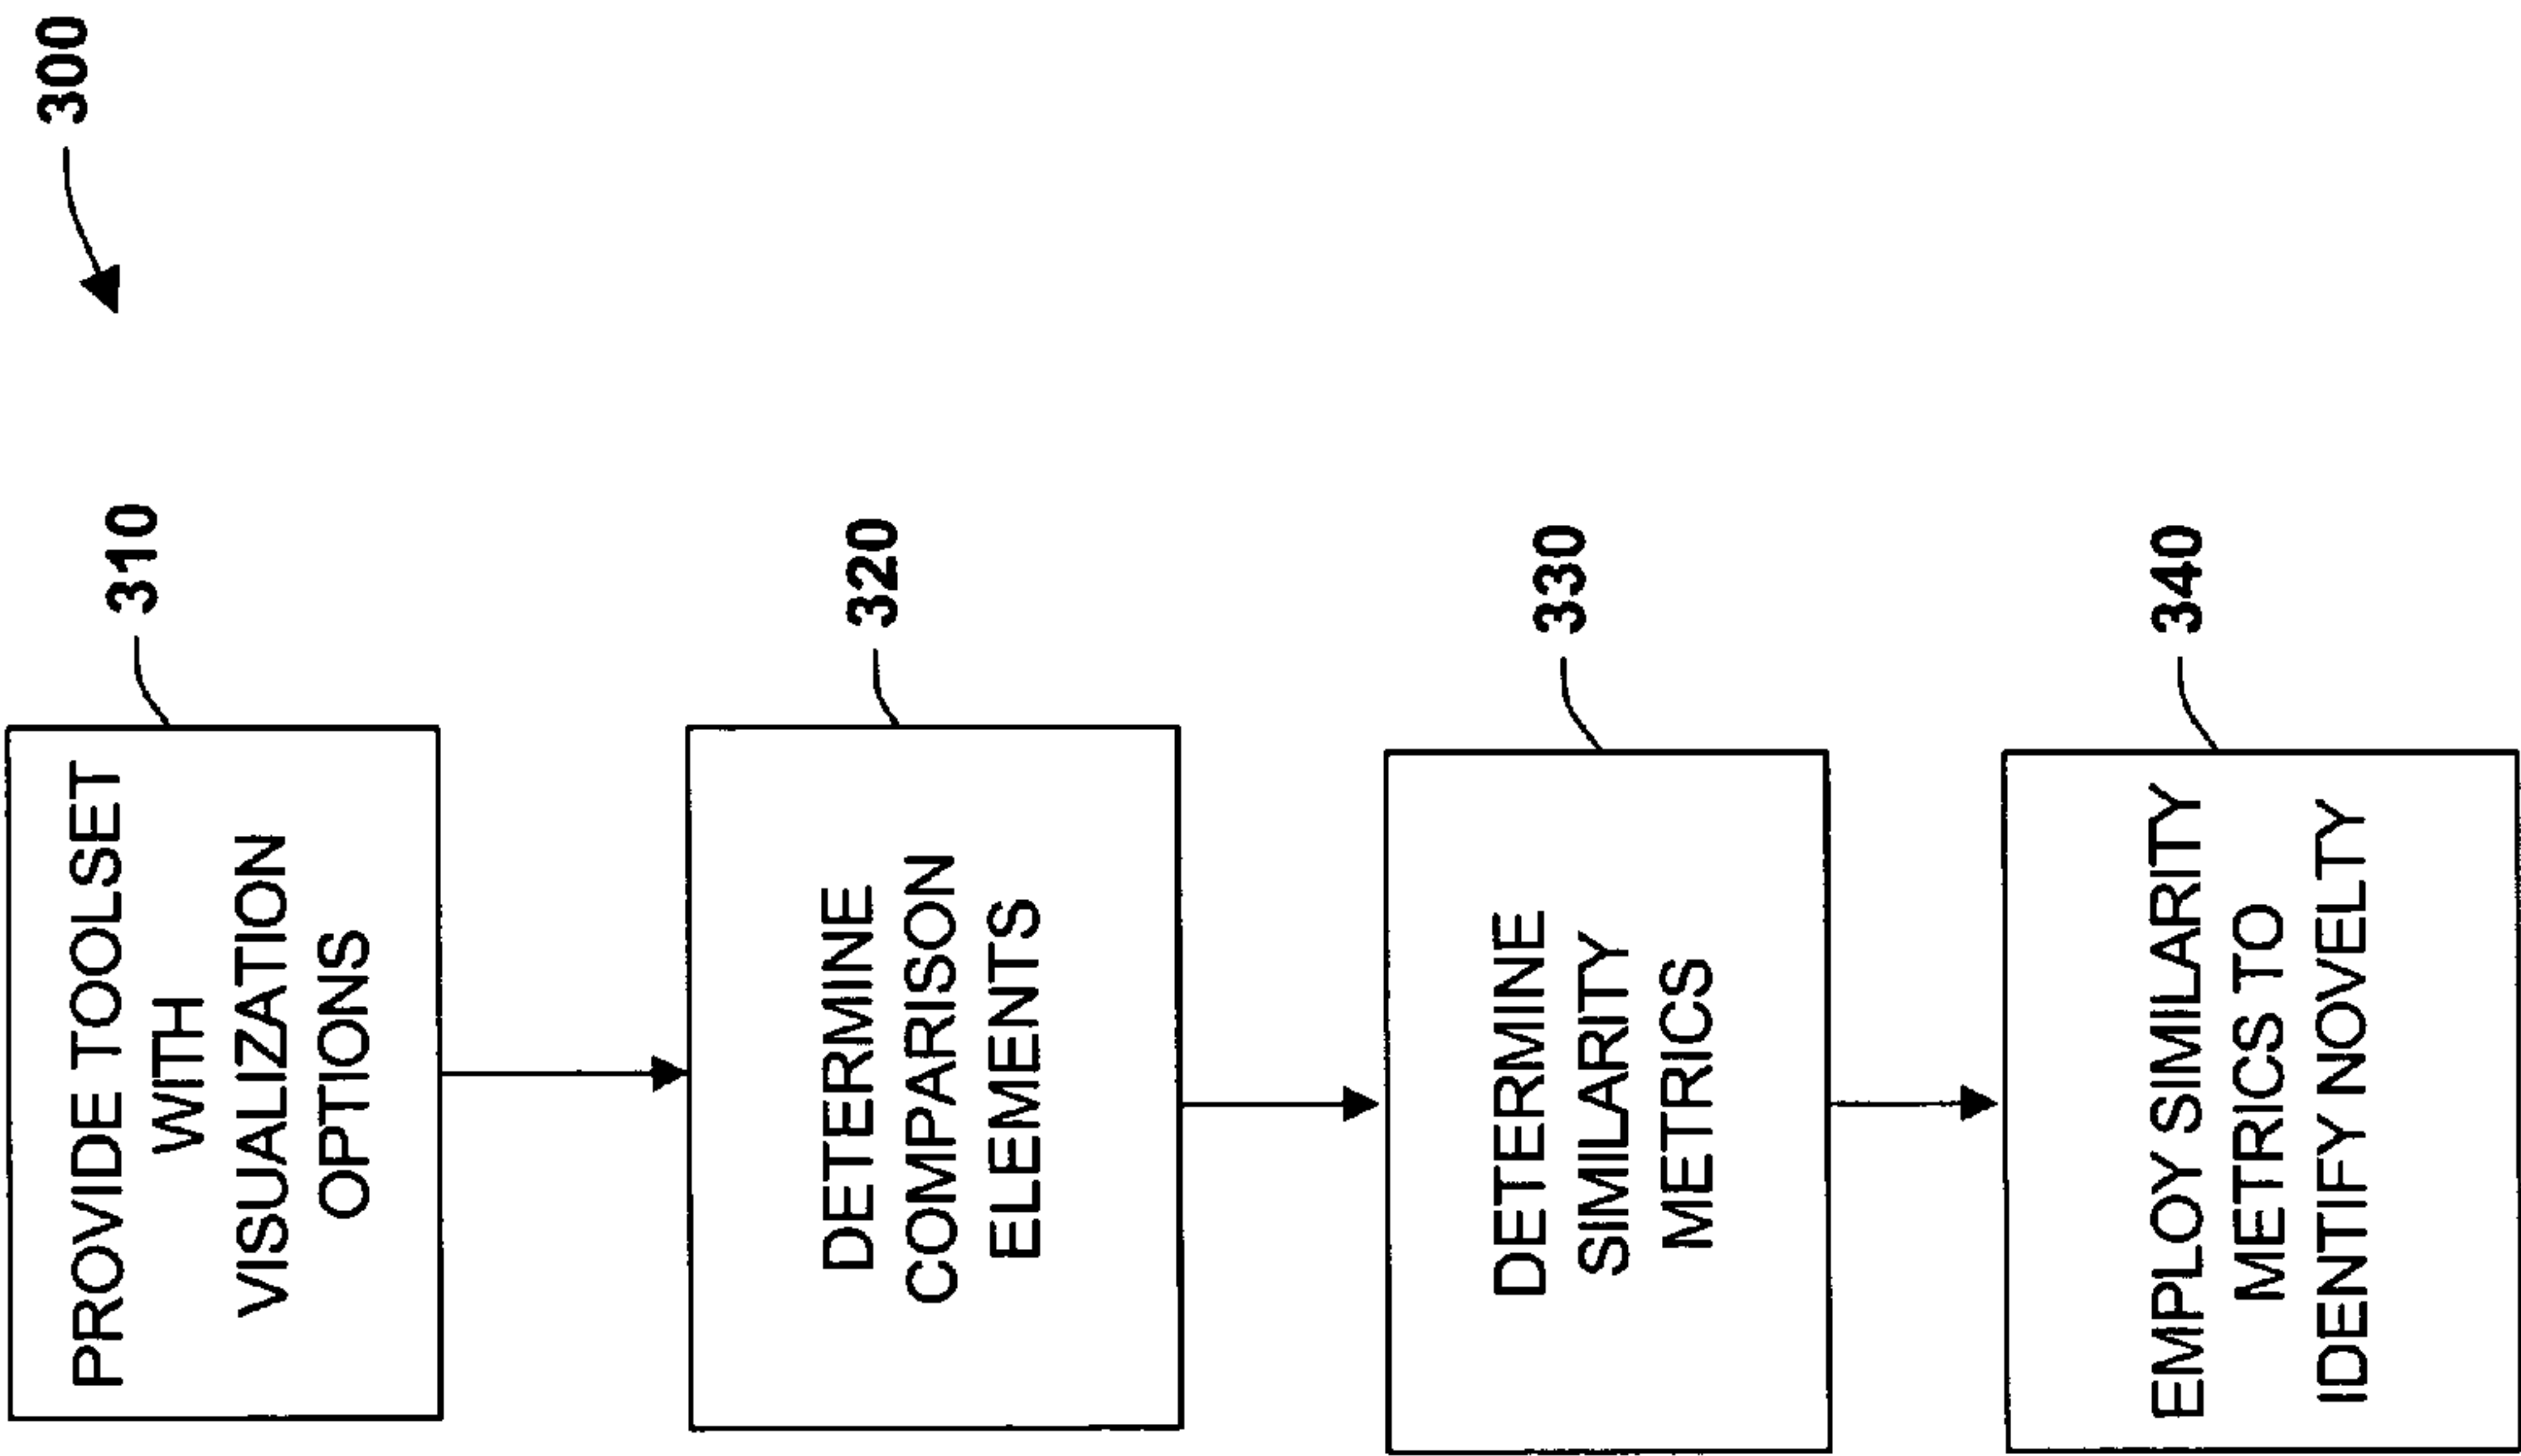 300
310
PROVIDE TOOLSET
WITH
VISUALIZATION
OPTIONS
320
DETERMINE
COMPARISON
ELEMENTS
330
DETERMINE
SIMILARITY
METRICS
340
EMPLOY SIMILARITY
METRICS TO
IDENTIFY NOVELTY